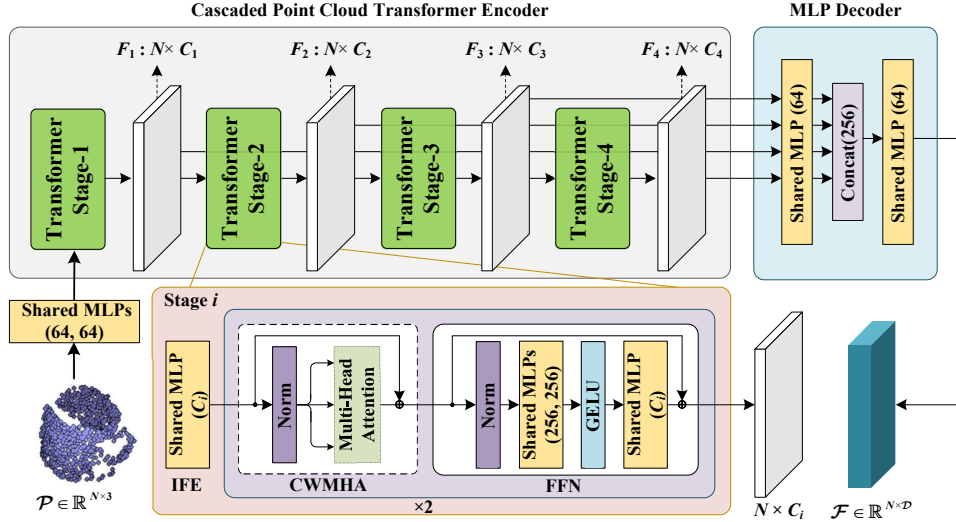 Cascaded Point Cloud Transformer Encoder
MLP Decoder
F1 : N× C1
F2 : N× C2
F3 : N× C3
F4 : N× C4
Transformer
Stage-1
Transformer
Stage-2
Transformer
Stage-3
Transformer
Stage-4
Shared MLP (64)
Concat(256)
Shared MLP (64)
Shared MLPs
(64, 64)
Stage i
Shared MLP
(Ci)
Norm
Multi-Head
Attention
Norm
Shared MLPs
(256, 256)
GELU
Shared MLP
(Ci)
IFE
CWMHA
FFN
×2
𝒫 ∈ ℝ^{N×3}
N × Ci
ℱ ∈ ℝ^{N×𝒟}